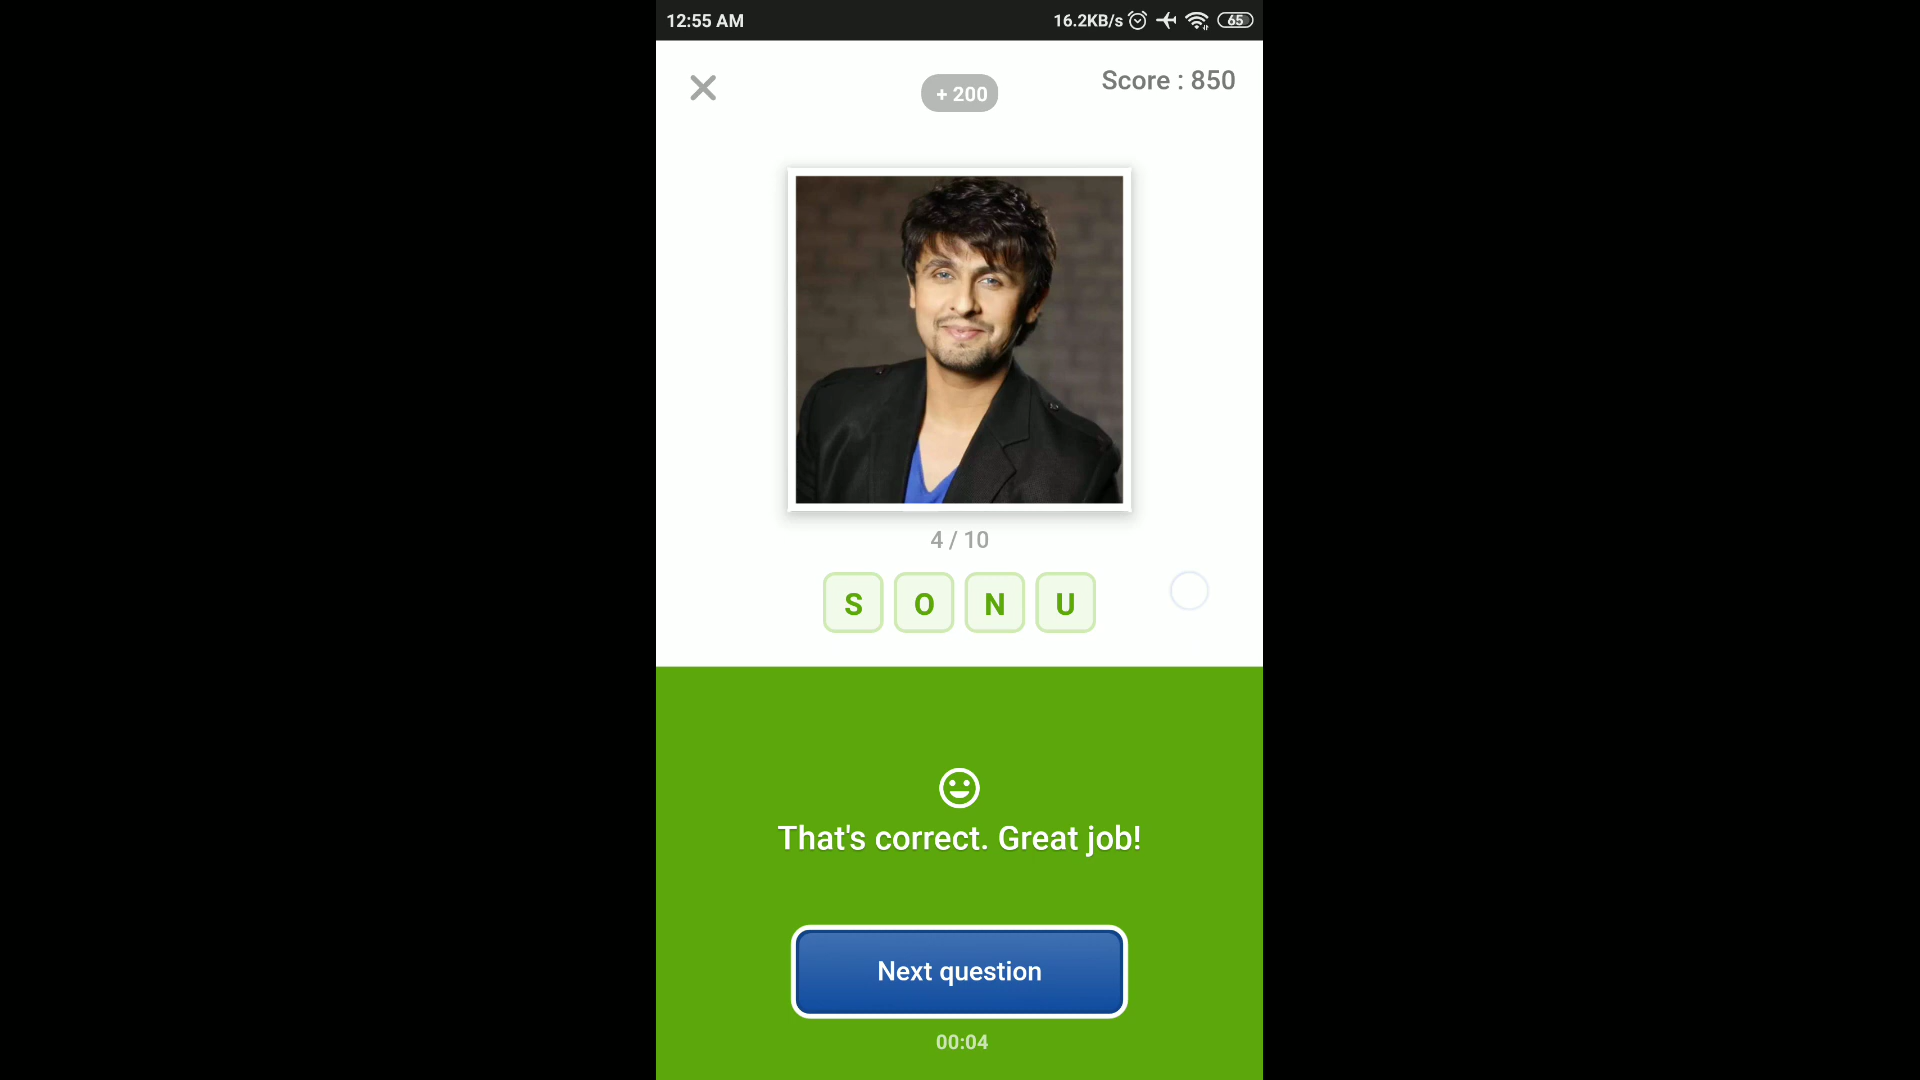 12:55 AM 16.2KB/s 65
+ 200
Score : 850
4 / 10
S O N U
That's correct. Great job!
Next question
00:04